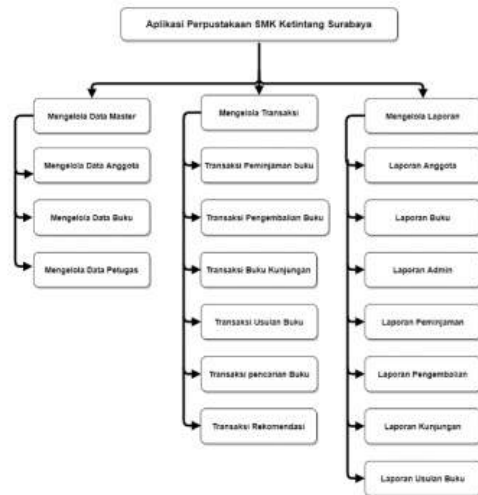 Aplikasi Perpustakaan SMK Ketintang Surabaya
Mengelola Data Master
Mengelola Data Anggota
Mengelola Data Buku
Mengelola Data Petugas
Mengelola Transaksi
Transaksi Peminjaman buku
Transaksi Pengembalian Buku
Transaksi Buku Kunjungan
Transaksi Usulan Buku
Transaksi pencarian Buku
Transaksi Rekomendasi
Mengelola Laporan
Laporan Anggota
Laporan Buku
Laporan Admin
Laporan Peminjaman
Laporan Pengembalian
Laporan Kunjungan
Laporan Usulan Buku